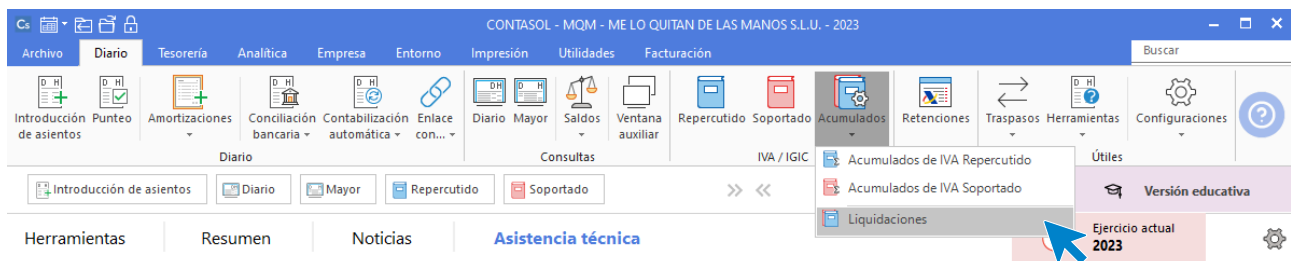 Cs CONTASOL - MQM - ME LO QUITAN DE LAS MANOS S.L.U. - 2023
Archivo Diario Tesorería Analítica Empresa Entorno Impresión Utilidades Facturación Buscar
Introducción de asientos
Punteo
Amortizaciones
Conciliación bancaria
Contabilización automática
Enlace con...
D H
D H
D H
D H
DH
D H
Diario
Mayor
Saldos
Ventana auxiliar
Repercutido
Soportado
Acumulados
Retenciones
Traspasos
D H
Herramientas
Configuraciones
Diario Consultas IVA / IGIC Útiles
Acumulados de IVA Repercutido
Acumulados de IVA Soportado
Liquidaciones
Introducción de asientos Diario Mayor Repercutido Soportado Versión educativa
Herramientas Resumen Noticias Asistencia técnica
Ejercicio actual
2023